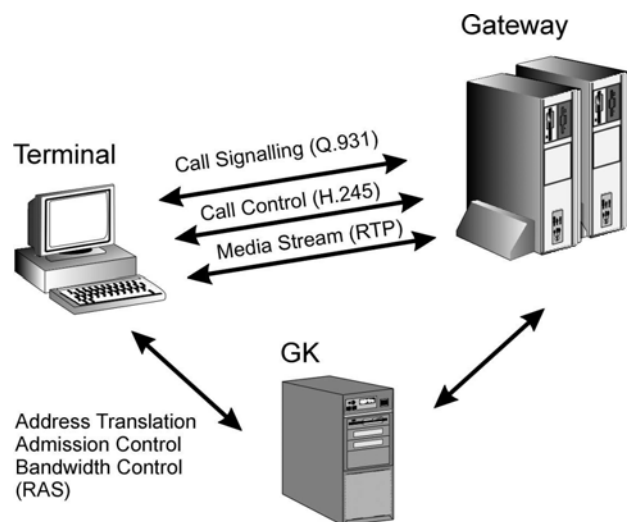 Gateway
Terminal
Call Signalling (Q.931)
Call Control (H.245)
Media Stream (RTP)
GK
Address Translation
Admission Control
Bandwidth Control
(RAS)